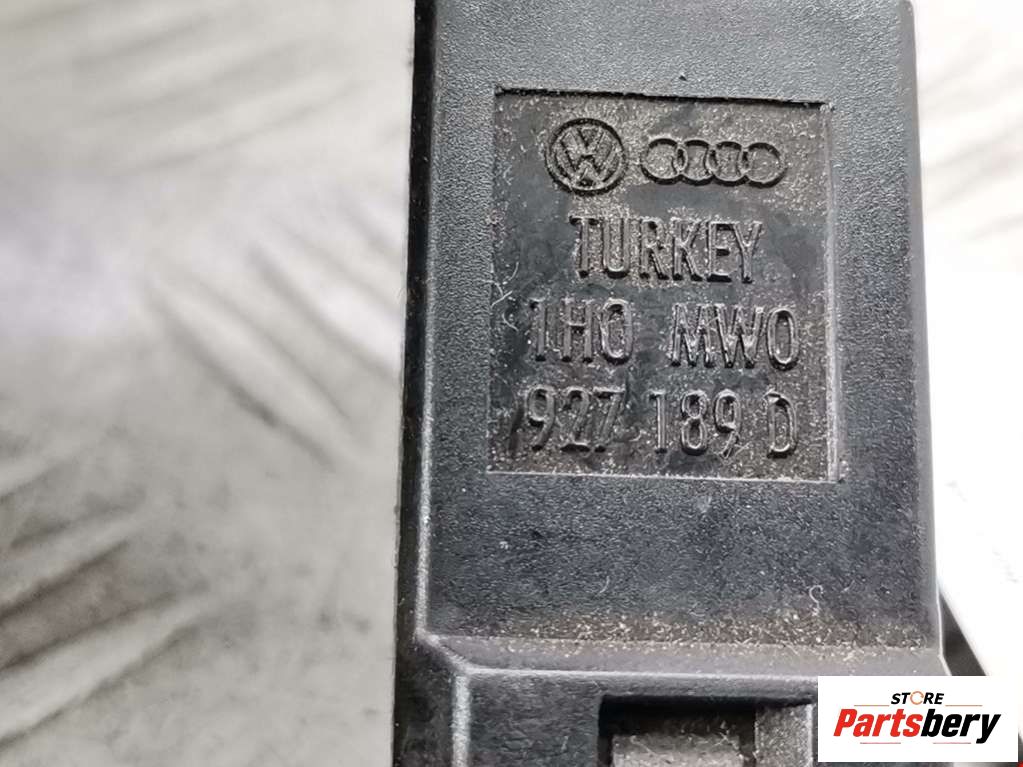 TURKEY
1H0 MW0
927 189 D
STORE
Partsbery